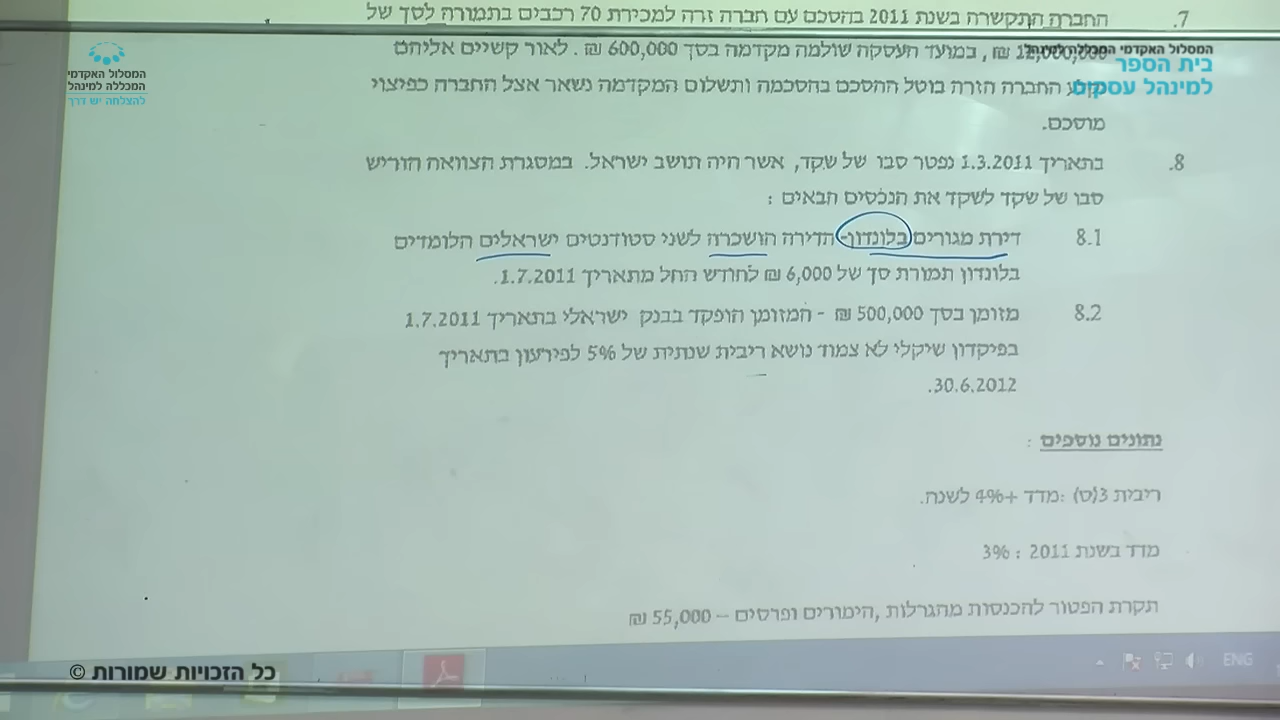 7. החברה התקשרה בשנת 2011 בהסכם עם חברה זרה למכירת 70 רכבים בתמורה לסך של
12,000,000 ₪, במועד העסקה שולמה מקדמה בסך 600,000 ₪. לאור קשיים אליהם
החברה הזרה בוטל ההסכם בהסכמה ותשלום המקדמה נשאר אצל החברה כפיצוי
מוסכם.
8. בתאריך 1.3.2011 נפטר סבו של שקד, אשר היה תושב ישראל. במסגרת הצוואה הוריש
סבו של שקד לשקד את הנכסים הבאים :
8.1 דירת מגורים בלונדון- הדירה הושכרה לשני סטודנטים ישראלים הלומדים
בלונדון תמורת סך של 6,000 ₪ לחודש החל מתאריך 1.7.2011.
8.2 מזומן בסך 500,000 ₪ - המזומן הופקד בבנק ישראלי בתאריך 1.7.2011
בפיקדון שיקלי לא צמוד נושא ריבית שנתית של 5% לפירעון בתאריך
30.6.2012.
נתונים נוספים :
ריבית 3(ט) :מדד +4% לשנה.
מדד בשנת 2011 : 3%
תקרת הפטור להכנסות מהגרלות ,הימורים ופרסים – 55,000 ₪
המסלול האקדמי המכללה למינהל
בית הספר
למינהל עסקים
המסלול האקדמי
המכללה למינהל
להצלחה יש דרך
ENG
כל הזכויות שמורות ©